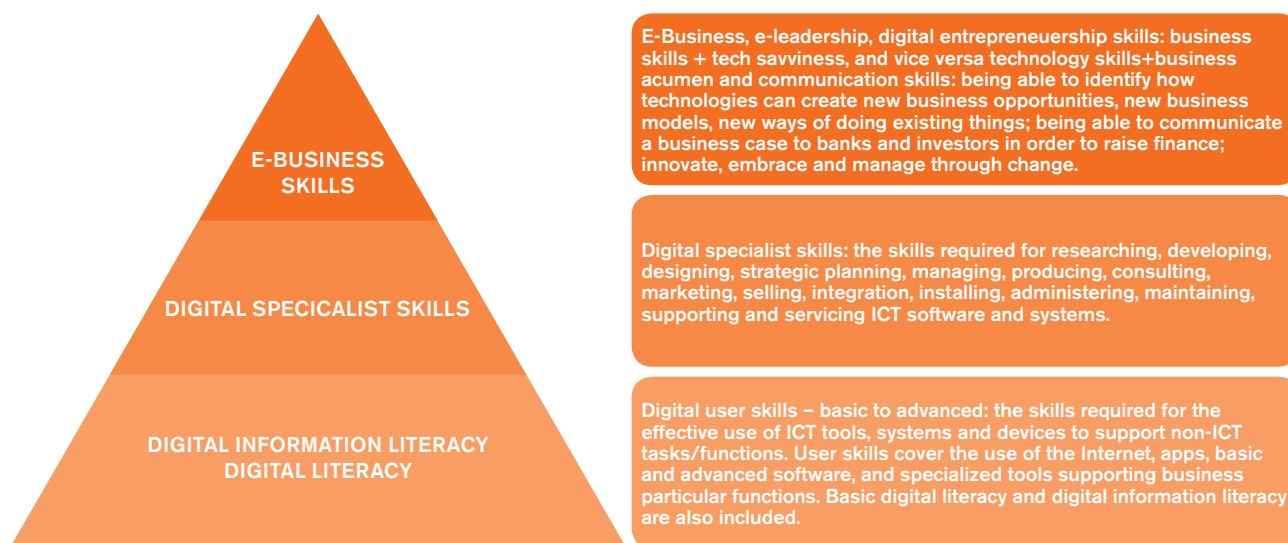 E-BUSINESS
SKILLS
E-Business, e-leadership, digital entrepreneuership skills: business
skills + tech savviness, and vice versa technology skills+business
acumen and communication skills: being able to identify how
technologies can create new business opportunities, new business
models, new ways of doing existing things; being able to communicate
a business case to banks and investors in order to raise finance;
innovate, embrace and manage through change.
DIGITAL SPECICALIST SKILLS
Digital specialist skills: the skills required for researching, developing,
designing, strategic planning, managing, producing, consulting,
marketing, selling, integration, installing, administering, maintaining,
supporting and servicing ICT software and systems.
DIGITAL INFORMATION LITERACY
DIGITAL LITERACY
Digital user skills – basic to advanced: the skills required for the
effective use of ICT tools, systems and devices to support non-ICT
tasks/functions. User skills cover the use of the Internet, apps, basic
and advanced software, and specialized tools supporting business
particular functions. Basic digital literacy and digital information literacy
are also included.